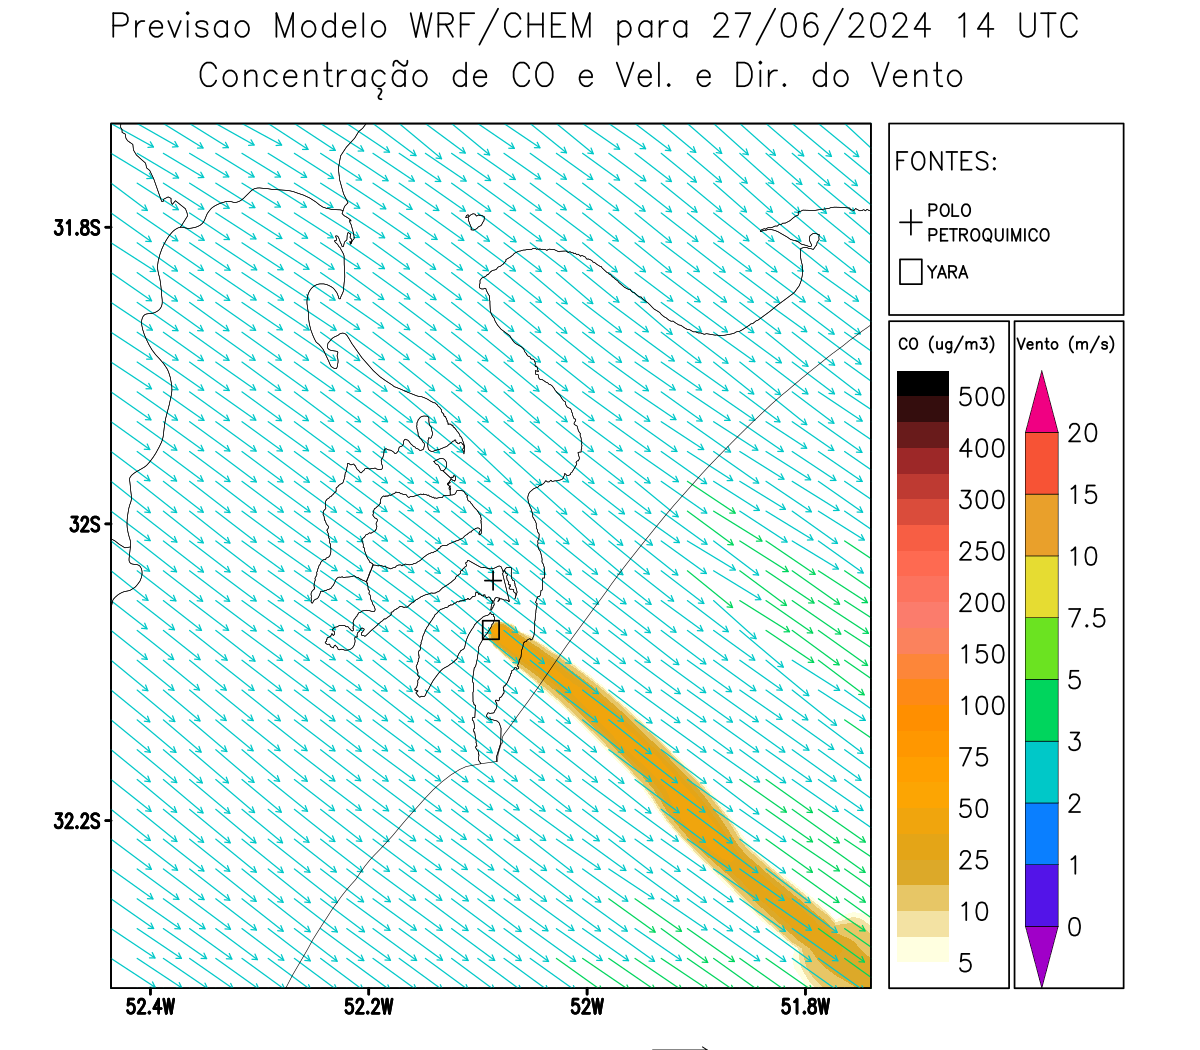 Previsao Modelo WRF/CHEM para 27/06/2024 14 UTC
Concentração de CO e Vel. e Dir. do Vento
FONTES:
POLO
PETROQUIMICO
YARA
CO (ug/m3)
500
400
300
250
200
150
100
75
50
25
10
5
Vento (m/s)
20
15
10
7.5
5
3
2
1
0
31.8S
32S
32.2S
52.4W
52.2W
52W
51.8W